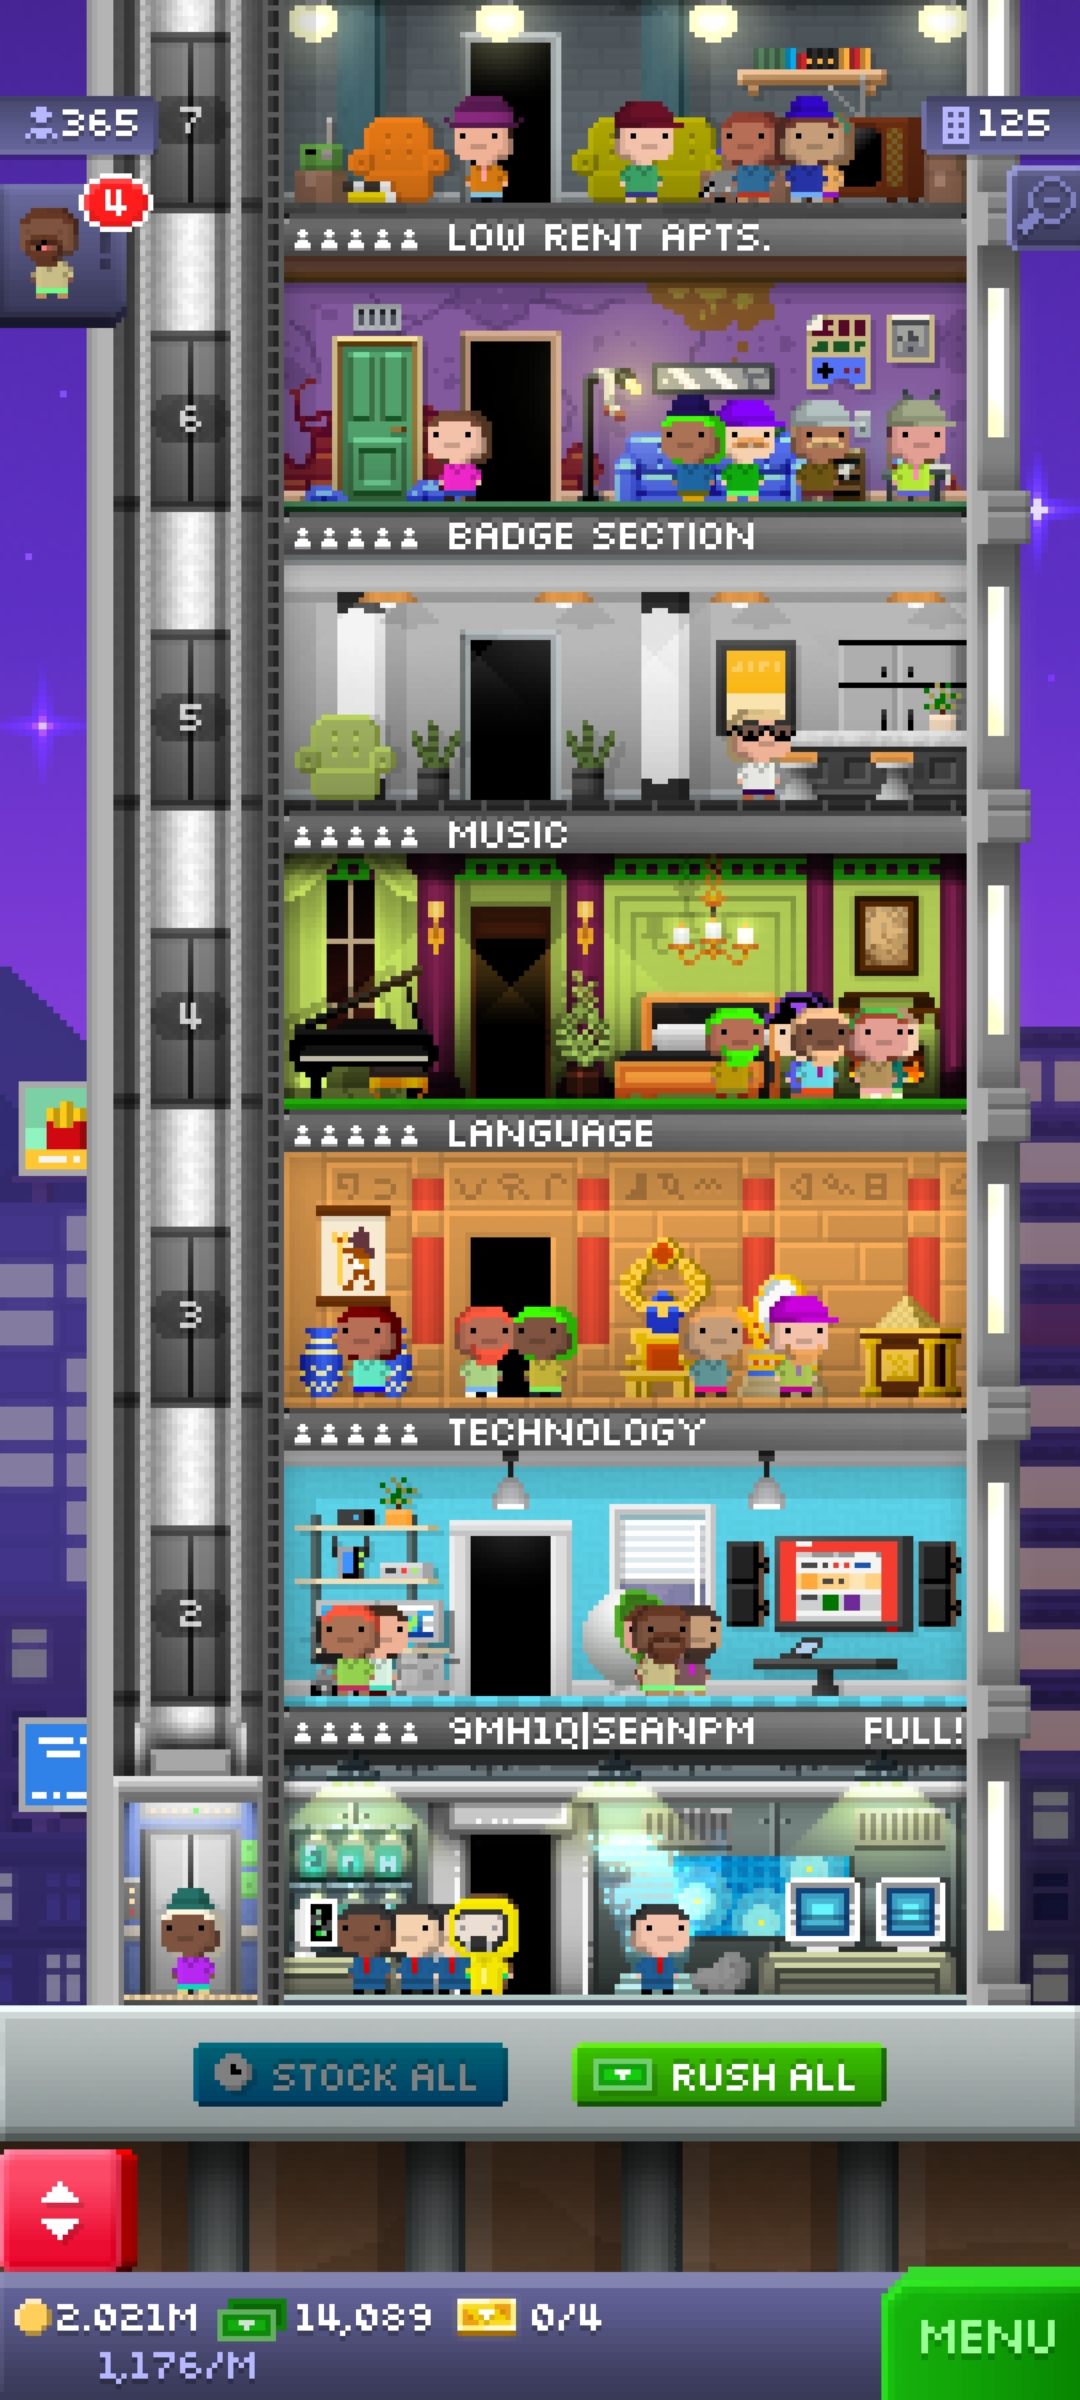 7
365
125
4
LOW RENT APTS.
6
BADGE SECTION
5
MUSIC
4
LANGUAGE
3
TECHNOLOGY
2
9MH1Q|SEANPM FULL!
STOCK ALL
RUSH ALL
2.021M 14,089 0/4
1,176/M
MENU